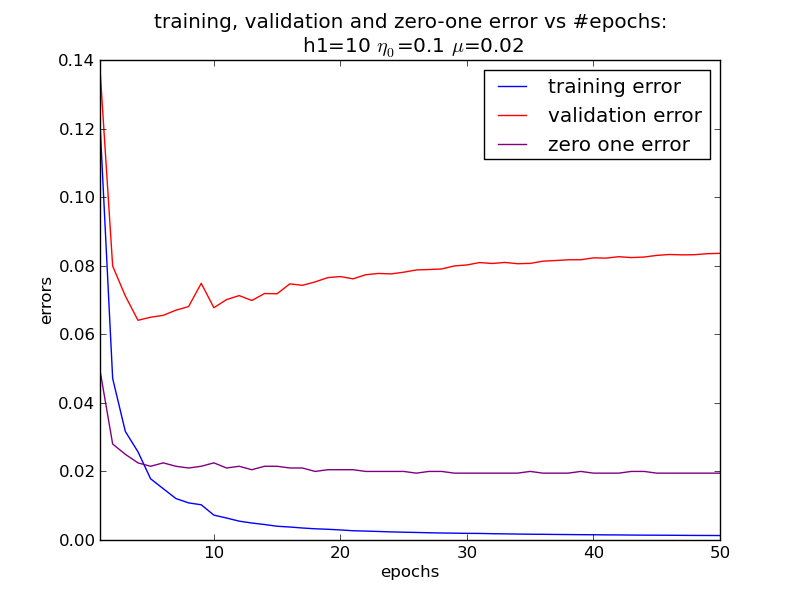 training, validation and zero-one error vs #epochs:
h1=10 η₀=0.1 μ=0.02
0.14
0.12
0.10
0.08
0.06
0.04
0.02
0.00
errors
training error
validation error
zero one error
10
20
30
40
50
epochs